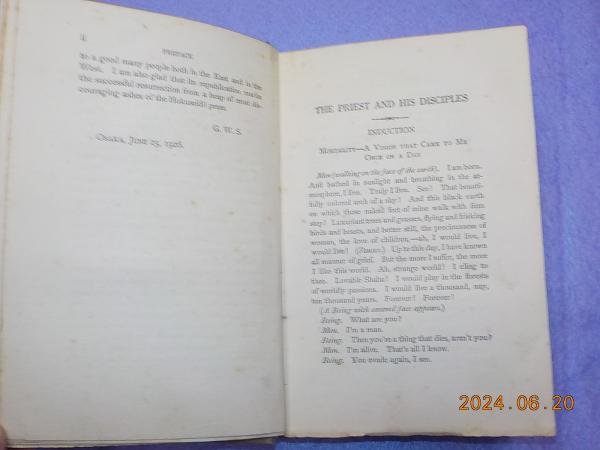 x
PREFACE
to a good many people both in the East and in the
West. I am also glad that its republication marks
the successful resurrection from a heap of most dis-
couraging ashes of the Hokuseido press.
G. W. S.
Osaka, June 25, 1926.
THE PRIEST AND HIS DISCIPLES
INDUCTION
Mortality—A Vision that Came to Me
Once on a Day
Man (walking on the face of the earth). I am born.
And bathed in sunlight and breathing in the at-
mosphere, I live. Truly I live. See! That beauti-
fully colored arch of a sky! And this black earth
on which these naked feet of mine walk with firm
step! Luxuriant trees and grasses, flying and frisking
birds and beasts, and better still, the preciousness of
woman, the love of children,—ah, I would live, I
would live! (Pause.) Up to this day, I have known
all manner of grief. But the more I suffer, the more
I like this world. Ah, strange world! I cling to
thee. Lovable Shaba! I would play in the forests
of worldly passions. I would live a thousand, nay,
ten thousand years. Forever! Forever!
(A Being with covered face appears.)
Being. What are you?
Man. I'm a man.
Being. Then you're a thing that dies, aren't you?
Man. I'm alive. That's all I know.
Being. You evade again, I see.
2024.06.20